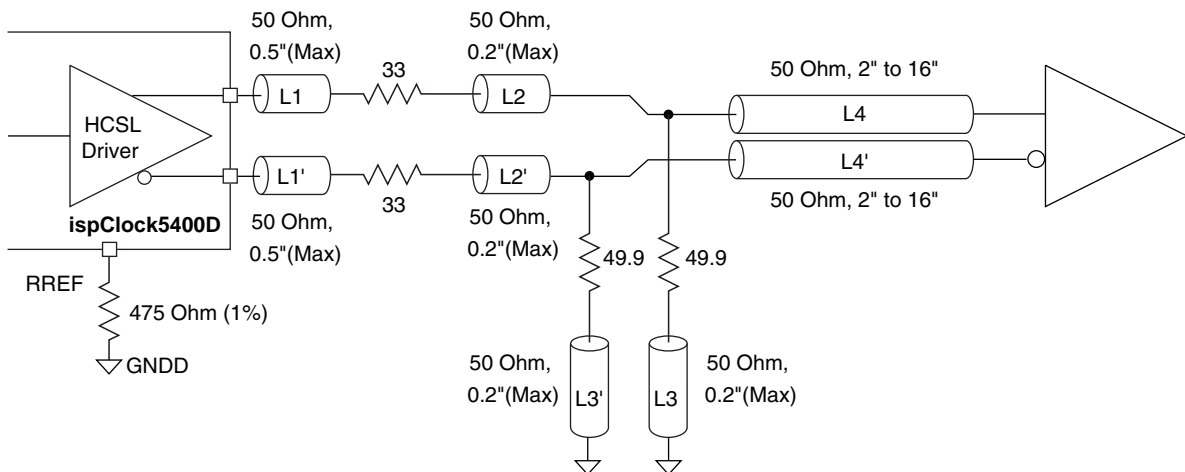 50 Ohm,
0.5"(Max)
50 Ohm,
0.2"(Max)
33
50 Ohm, 2" to 16"
L1
L2
L4
HCSL
Driver
L1'
L2'
L4'
33
50 Ohm, 2" to 16"
ispClock5400D
50 Ohm,
0.5"(Max)
50 Ohm,
0.2"(Max)
49.9
49.9
RREF
475 Ohm (1%)
GNDD
50 Ohm,
0.2"(Max)
L3'
L3
50 Ohm,
0.2"(Max)